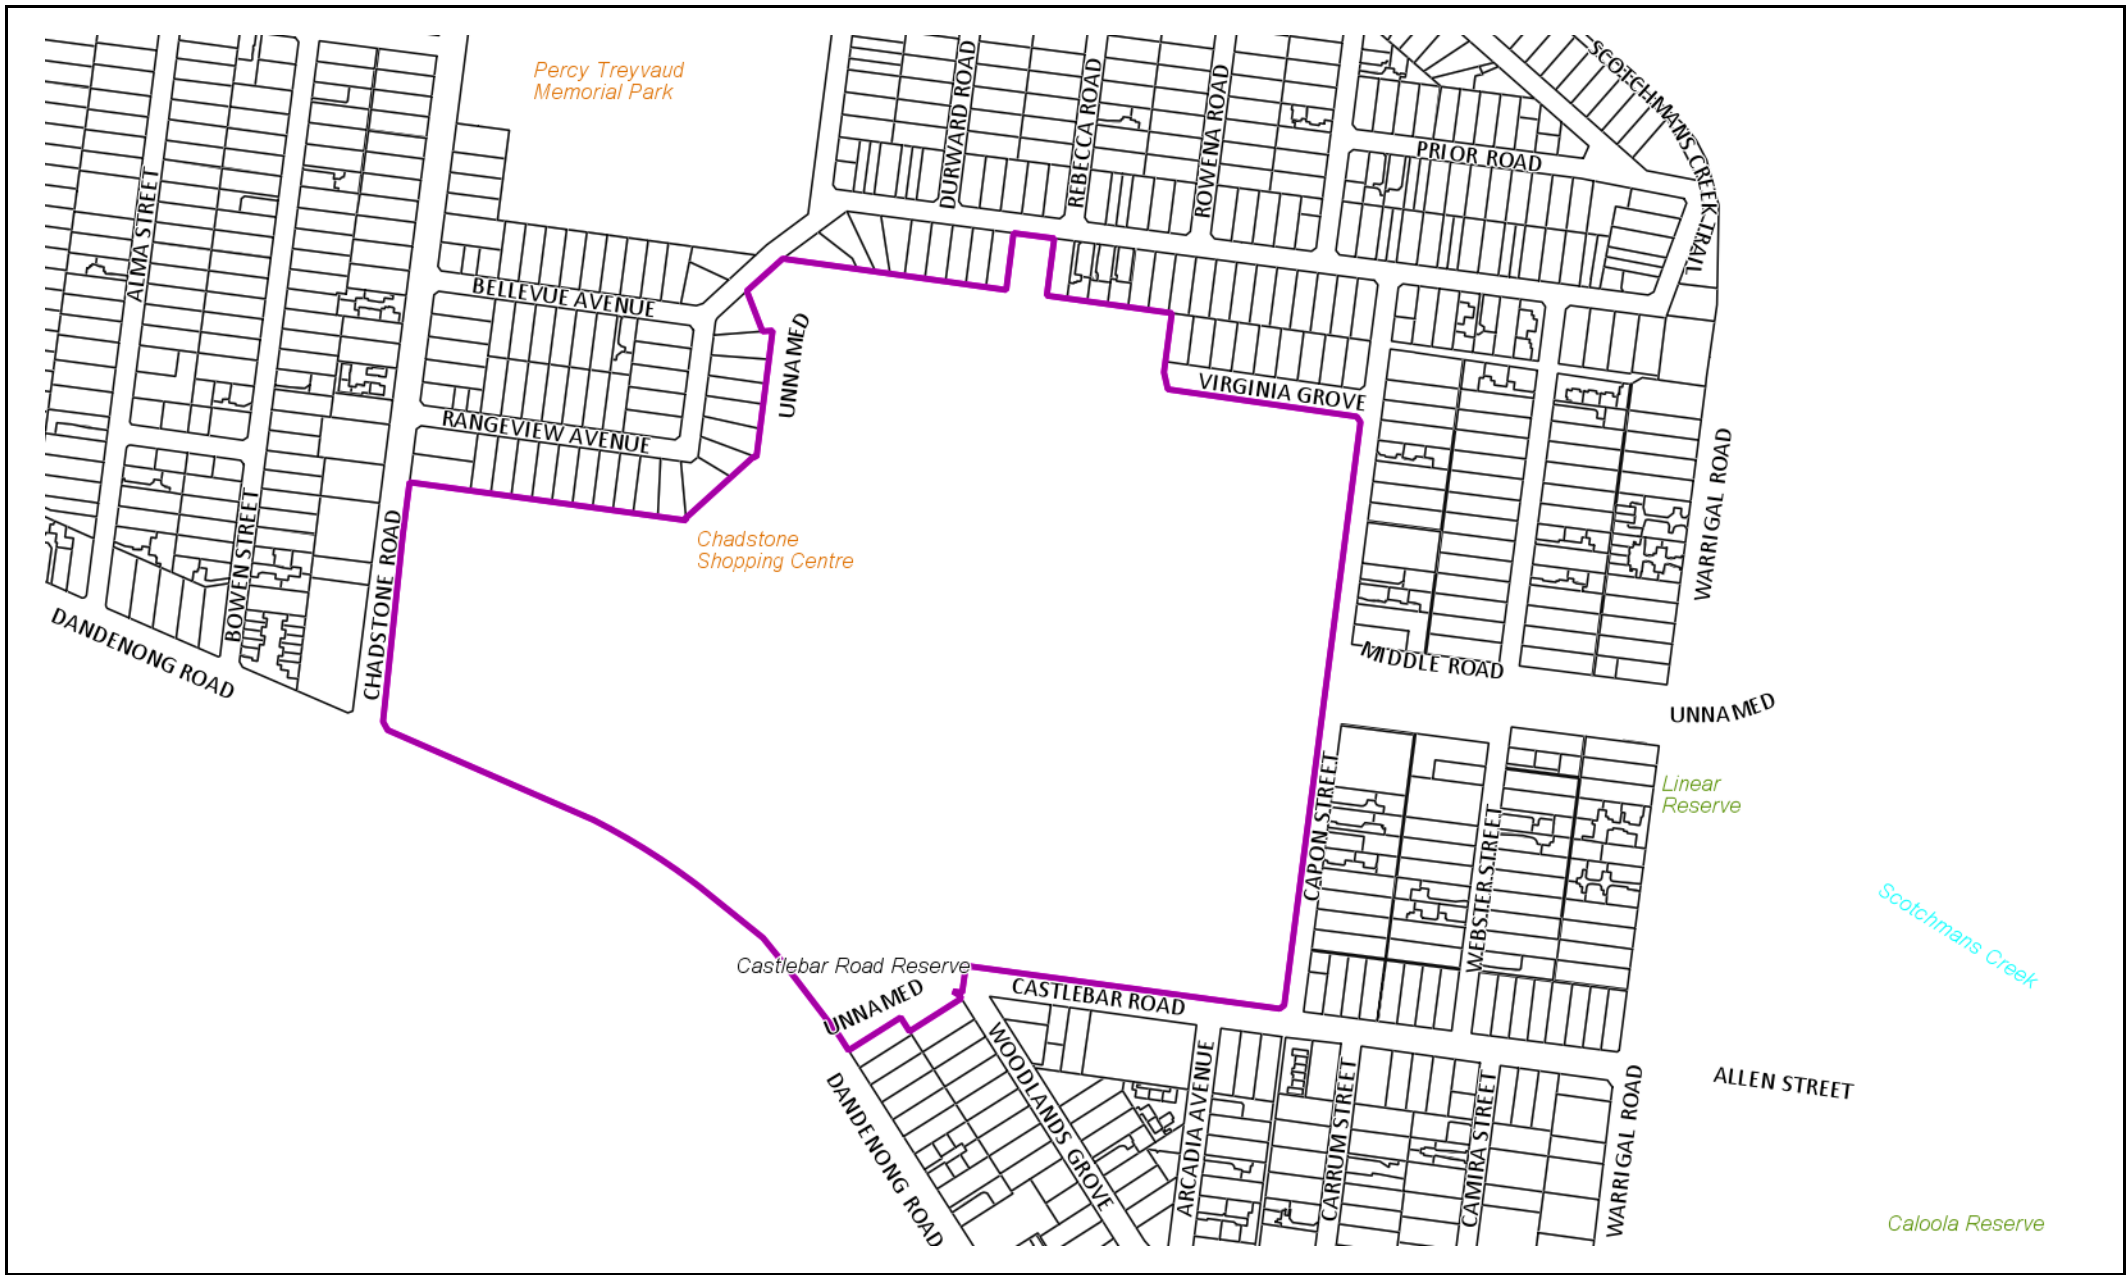 Percy Treyvaud
Memorial Park
SCOTCHMANS CREEK TRAIL
DURWARD ROAD
REBECCA ROAD
ROWENA ROAD
PRIOR ROAD
ALMA STREET
BELLEVUE AVENUE
UNNAMED
VIRGINIA GROVE
RANGEVIEW AVENUE
WARRIGAL ROAD
BOWEN STREET
CHADSTONE ROAD
Chadstone
Shopping Centre
DANDENONG ROAD
MIDDLE ROAD
UNNAMED
CAPON STREET
WEBSTER STREET
Linear
Reserve
Scotchmans Creek
Castlebar Road Reserve
UNNAMED
CASTLEBAR ROAD
WOODLANDS GROVE
DANDENONG ROAD
ARCADIA AVENUE
CARRUM STREET
CAMIRA STREET
WARRIGAL ROAD
ALLEN STREET
Caloola Reserve